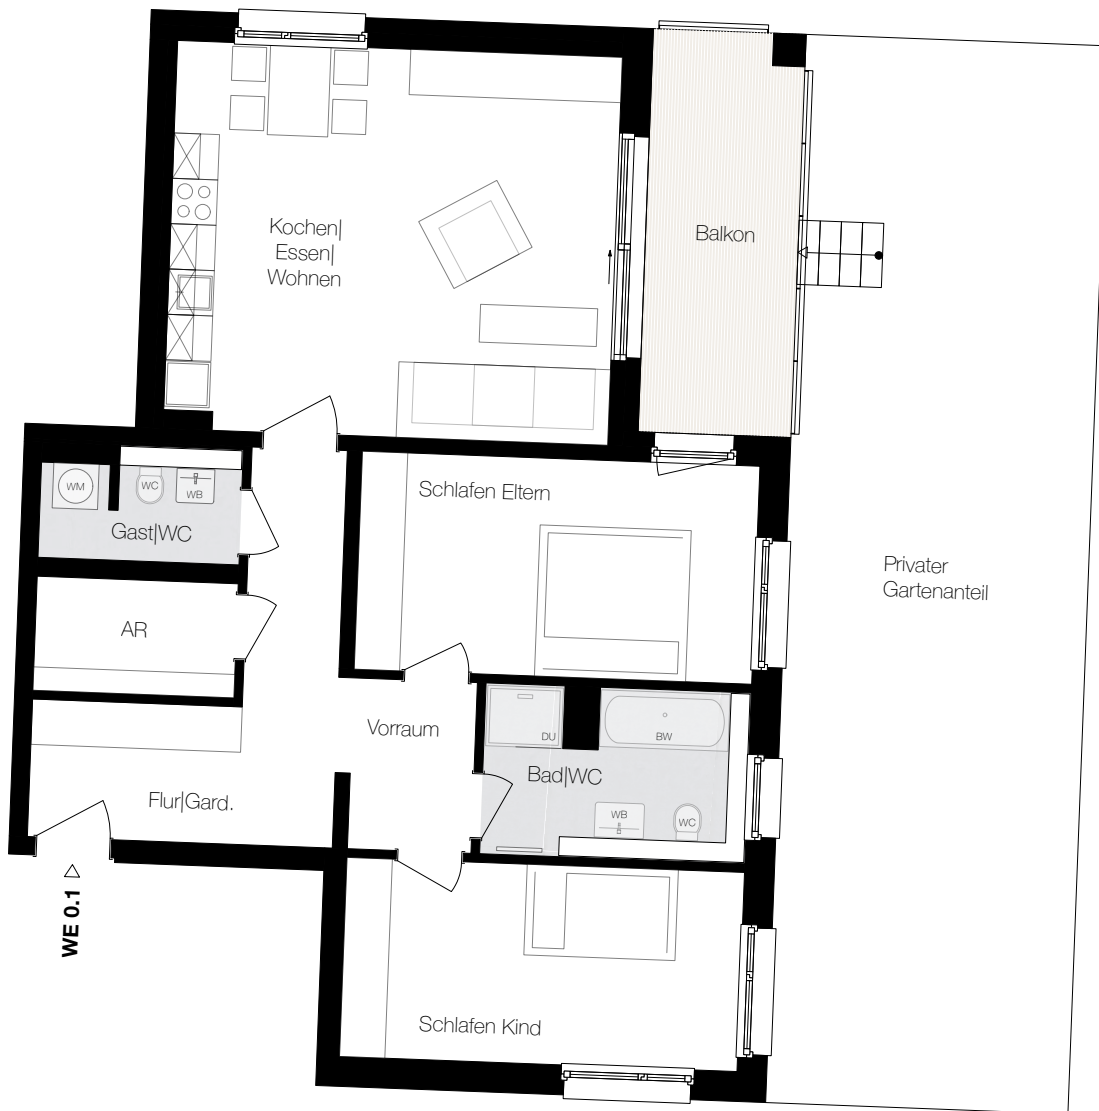 Kochen|
Essen|
Wohnen
Balkon
WM
WC
WB
Gast|WC
Schlafen Eltern
Privater
Gartenanteil
AR
Vorraum
DU
BW
Bad|WC
WB
WC
Flur|Gard.
WE 0.1
Schlafen Kind